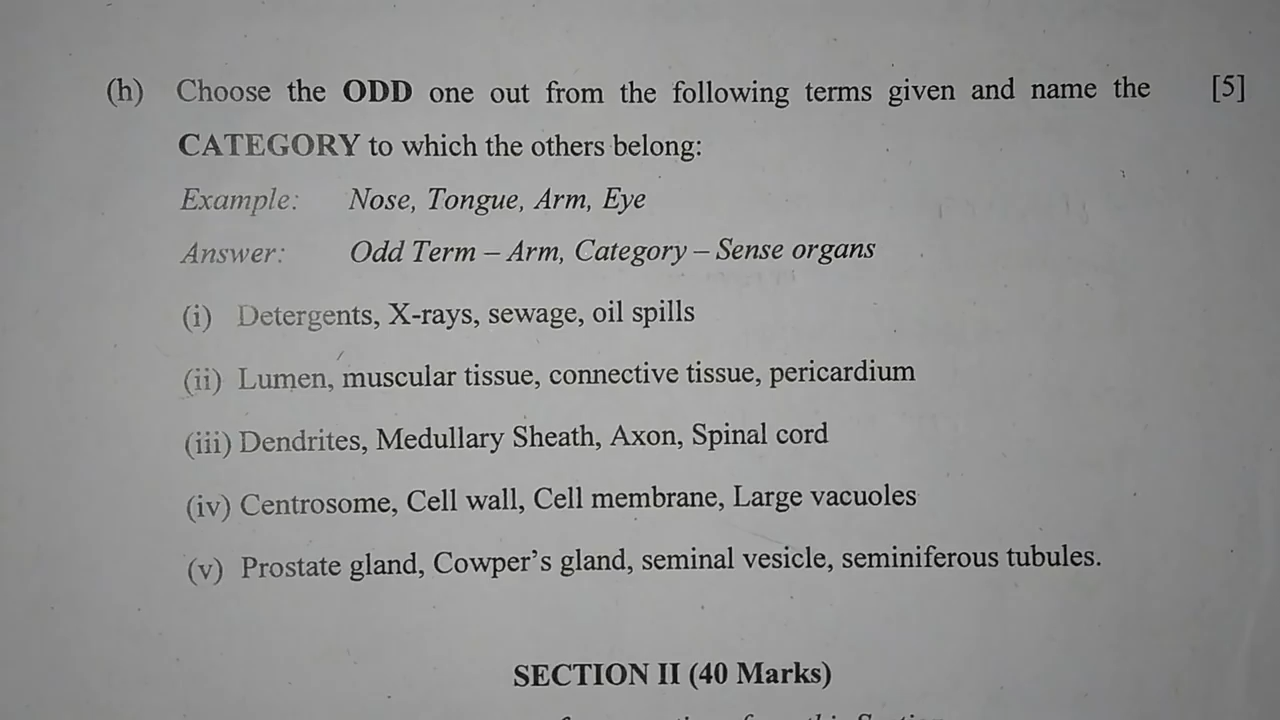 (h) Choose the ODD one out from the following terms given and name the [5]
CATEGORY to which the others belong:
Example: Nose, Tongue, Arm, Eye
Answer: Odd Term – Arm, Category – Sense organs
(i) Detergents, X-rays, sewage, oil spills
(ii) Lumen, muscular tissue, connective tissue, pericardium
(iii) Dendrites, Medullary Sheath, Axon, Spinal cord
(iv) Centrosome, Cell wall, Cell membrane, Large vacuoles
(v) Prostate gland, Cowper's gland, seminal vesicle, seminiferous tubules.
SECTION II (40 Marks)